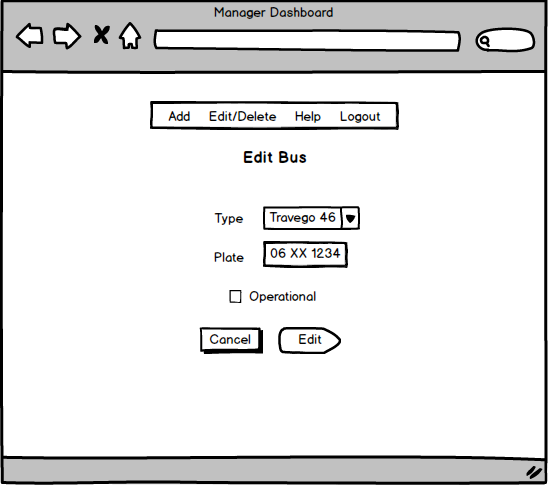 Manager Dashboard
Add Edit/Delete Help Logout
Edit Bus
Type Travego 46
Plate 06 XX 1234
Operational
Cancel Edit